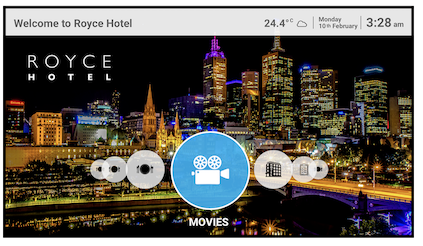 Welcome to Royce Hotel
24.4°C
Monday
10th February
3:28 am
ROYCE
HOTEL
MOVIES